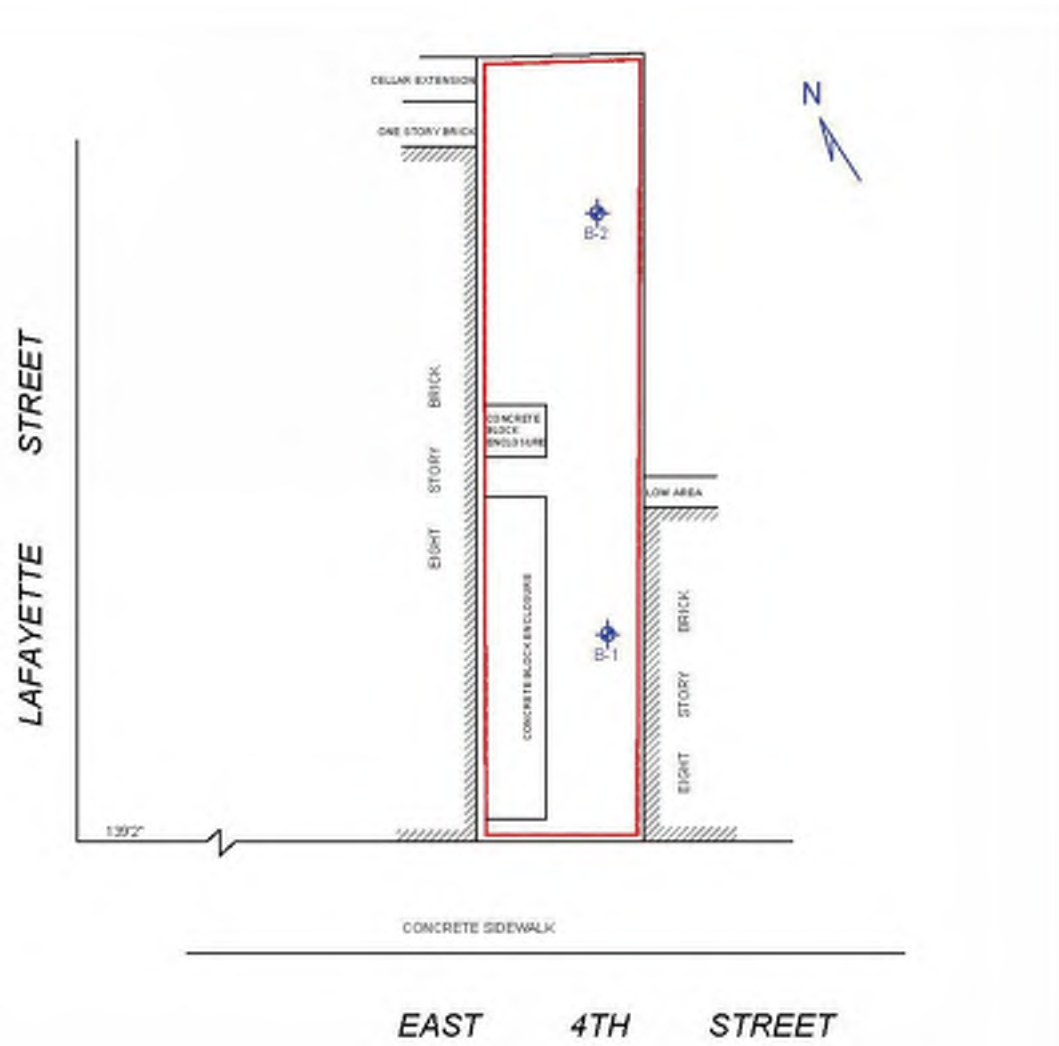 CELLAR EXTENSION
N
ONE STORY BRICK
B-2
LAFAYETTE STREET
EIGHT STORY BRICK
CONCRETE
BLOCK
ENCLOSURE
LOW AREA
CONCRETE BLOCK ENCLOSURE
B-1
EIGHT STORY BRICK
139'2"
CONCRETE SIDEWALK
EAST 4TH STREET